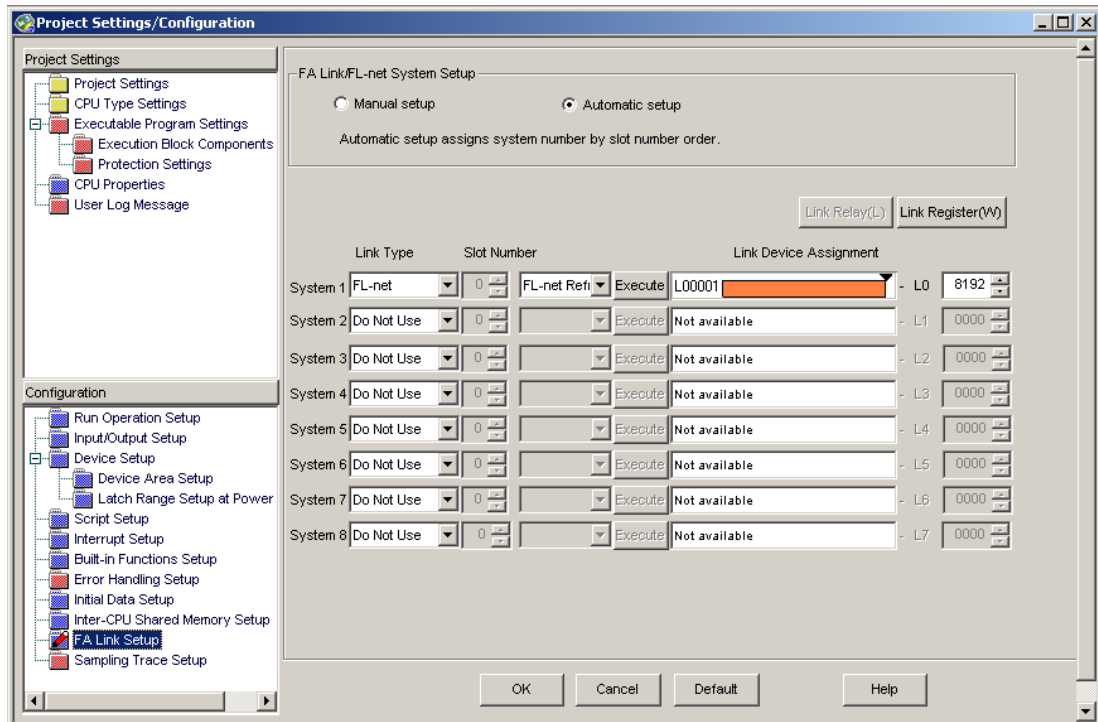 Project Settings/Configuration
Project Settings
Project Settings
CPU Type Settings
Executable Program Settings
Execution Block Components
Protection Settings
CPU Properties
User Log Message
Configuration
Run Operation Setup
Input/Output Setup
Device Setup
Device Area Setup
Latch Range Setup at Power
Script Setup
Interrupt Setup
Built-in Functions Setup
Error Handling Setup
Initial Data Setup
Inter-CPU Shared Memory Setup
FA Link Setup
Sampling Trace Setup
FA Link/FL-net System Setup
Manual setup Automatic setup
Automatic setup assigns system number by slot number order.
Link Relay(L) Link Register(W)
Link Type Slot Number Link Device Assignment
System 1 FL-net 0 FL-net Refr Execute L00001 - L0 8192
System 2 Do Not Use 0 Execute Not available - L1 0000
System 3 Do Not Use 0 Execute Not available - L2 0000
System 4 Do Not Use 0 Execute Not available - L3 0000
System 5 Do Not Use 0 Execute Not available - L4 0000
System 6 Do Not Use 0 Execute Not available - L5 0000
System 7 Do Not Use 0 Execute Not available - L6 0000
System 8 Do Not Use 0 Execute Not available - L7 0000
OK Cancel Default Help